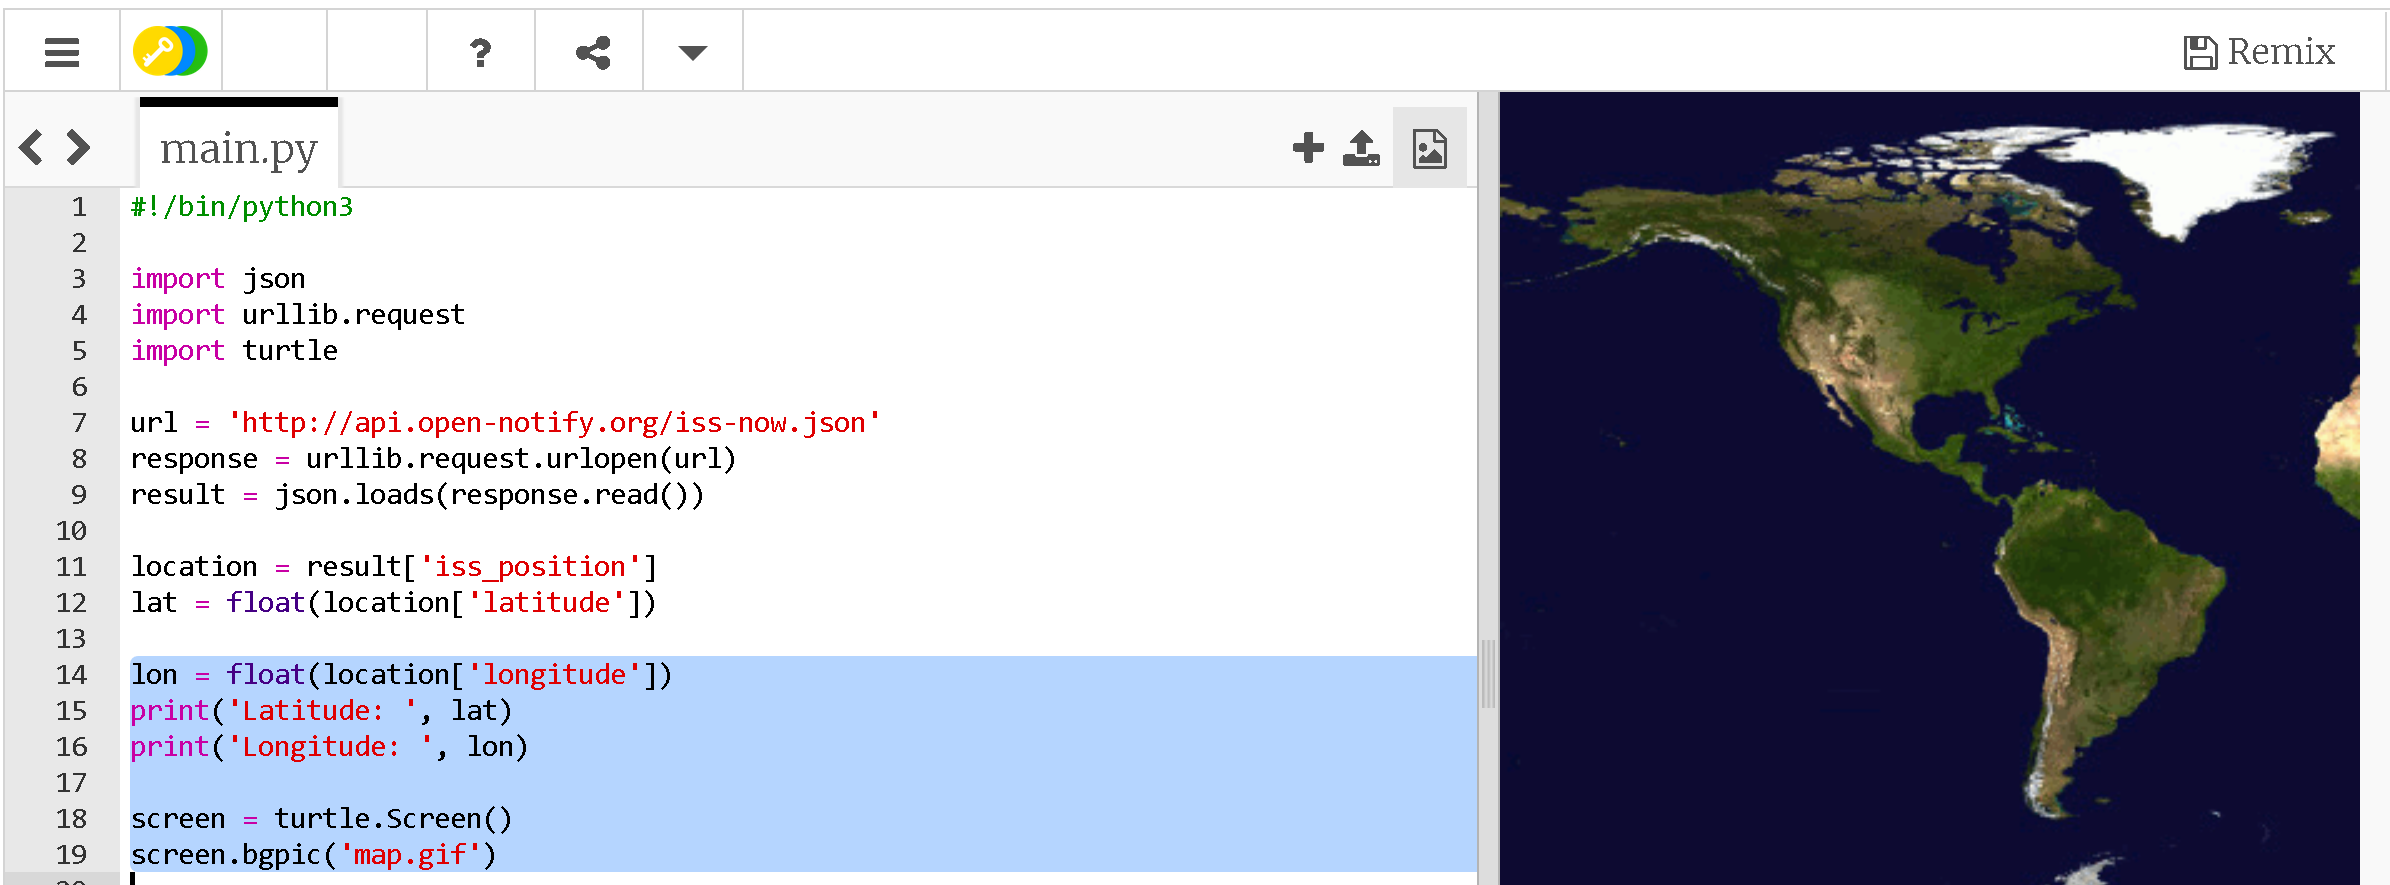 ? Remix
main.py
1 #!/bin/python3
2
3 import json
4 import urllib.request
5 import turtle
6
7 url = 'http://api.open-notify.org/iss-now.json'
8 response = urllib.request.urlopen(url)
9 result = json.loads(response.read())
10
11 location = result['iss_position']
12 lat = float(location['latitude'])
13
14 lon = float(location['longitude'])
15 print('Latitude: ', lat)
16 print('Longitude: ', lon)
17
18 screen = turtle.Screen()
19 screen.bgpic('map.gif')